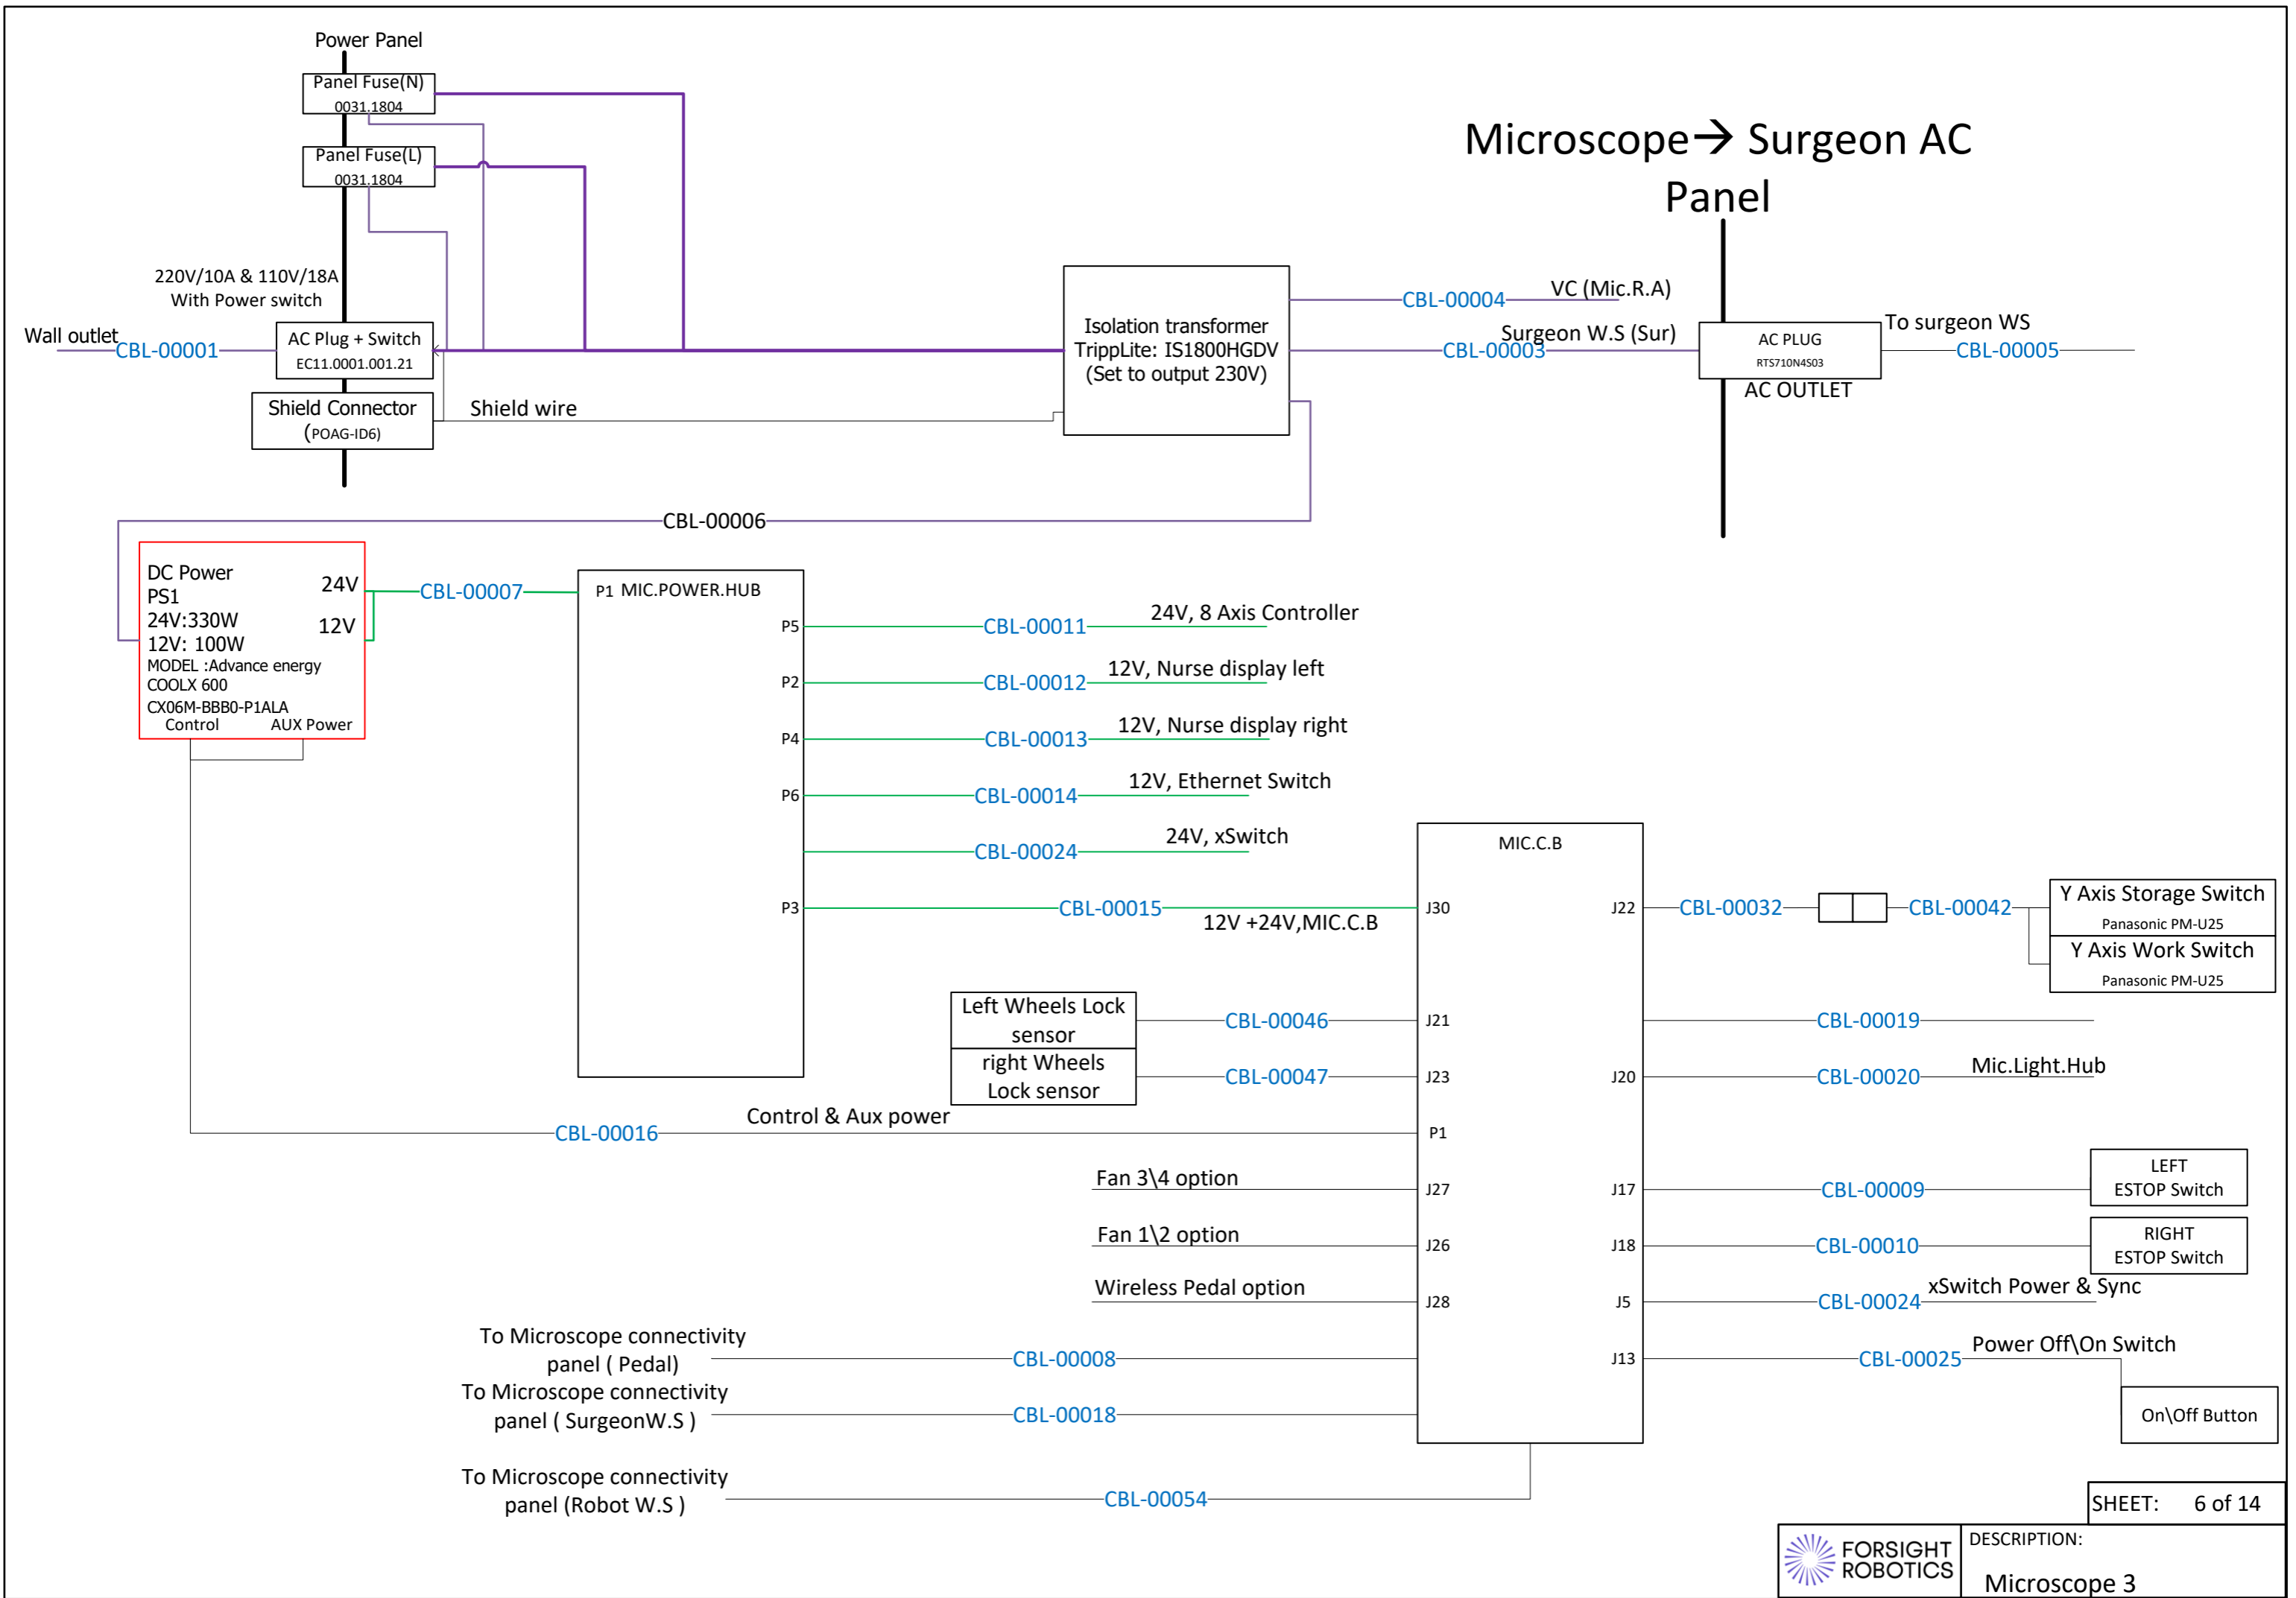 Power Panel
Panel Fuse(N)
0031.1804
Panel Fuse(L)
0031.1804
Microscope→ Surgeon AC
Panel
220V/10A & 110V/18A
With Power switch
Wall outlet
CBL-00001
AC Plug + Switch
EC11.0001.001.21
Shield Connector
(POAG-ID6)
Shield wire
Isolation transformer
TrippLite: IS1800HGDV
(Set to output 230V)
CBL-00004
VC (Mic.R.A)
CBL-00003
Surgeon W.S (Sur)
AC PLUG
RTS710N4S03
AC OUTLET
To surgeon WS
CBL-00005
CBL-00006
DC Power
PS1
24V:330W
12V: 100W
MODEL :Advance energy
COOLX 600
CX06M-BBB0-P1ALA
Control
AUX Power
24V
12V
CBL-00007
P1 MIC.POWER.HUB
P5
CBL-00011
24V, 8 Axis Controller
P2
CBL-00012
12V, Nurse display left
P4
CBL-00013
12V, Nurse display right
P6
CBL-00014
12V, Ethernet Switch
CBL-00024
24V, xSwitch
P3
CBL-00015
12V +24V,MIC.C.B
MIC.C.B
J30
J22
CBL-00032
CBL-00042
Y Axis Storage Switch
Panasonic PM-U25
Y Axis Work Switch
Panasonic PM-U25
Left Wheels Lock
sensor
CBL-00046
J21
CBL-00019
right Wheels
Lock sensor
CBL-00047
J23
J20
CBL-00020
Mic.Light.Hub
CBL-00016
Control & Aux power
P1
Fan 3\4 option
J27
J17
CBL-00009
LEFT
ESTOP Switch
Fan 1\2 option
J26
J18
CBL-00010
RIGHT
ESTOP Switch
Wireless Pedal option
J28
J5
CBL-00024
xSwitch Power & Sync
To Microscope connectivity
panel ( Pedal)
CBL-00008
J13
CBL-00025
Power Off\On Switch
To Microscope connectivity
panel ( SurgeonW.S )
CBL-00018
On\Off Button
To Microscope connectivity
panel (Robot W.S )
CBL-00054
SHEET: 6 of 14
FORSIGHT
ROBOTICS
DESCRIPTION:
Microscope 3